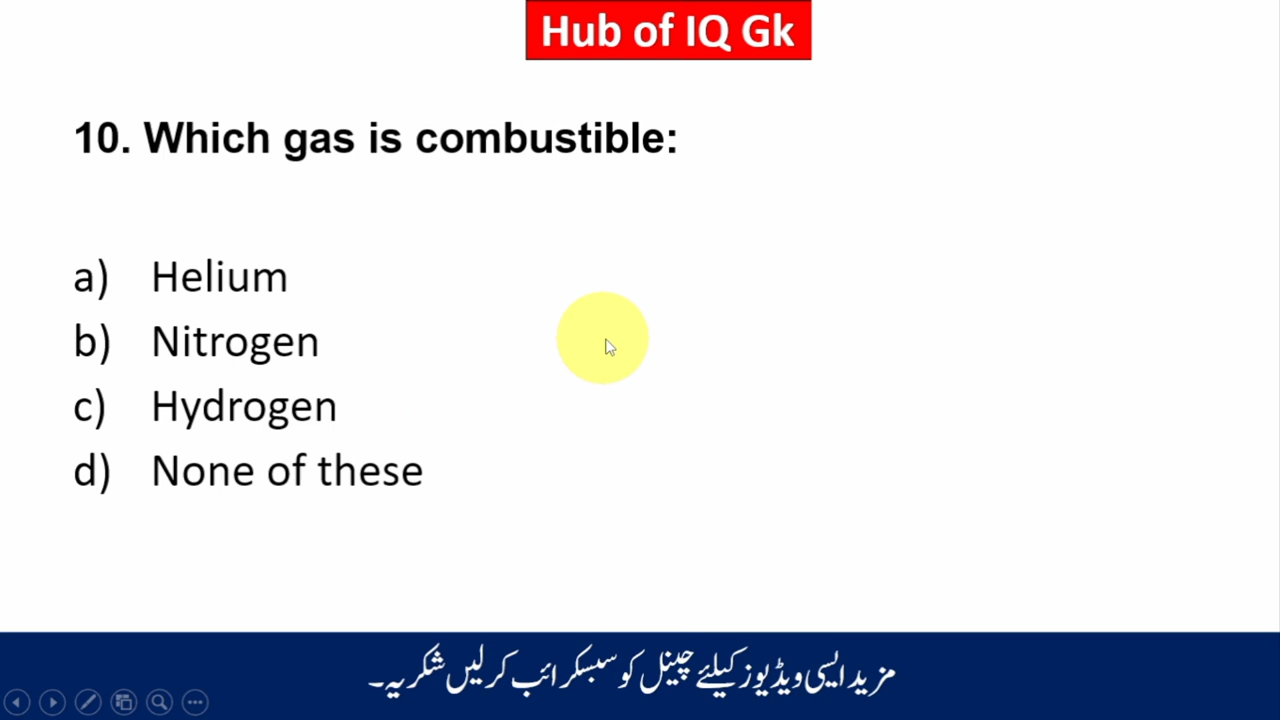 Hub of IQ Gk
10. Which gas is combustible:
a) Helium
b) Nitrogen
c) Hydrogen
d) None of these
مزید ایسی ویڈیوز کیلئے چینل کو سبسکرائب کر لیں شکریہ۔